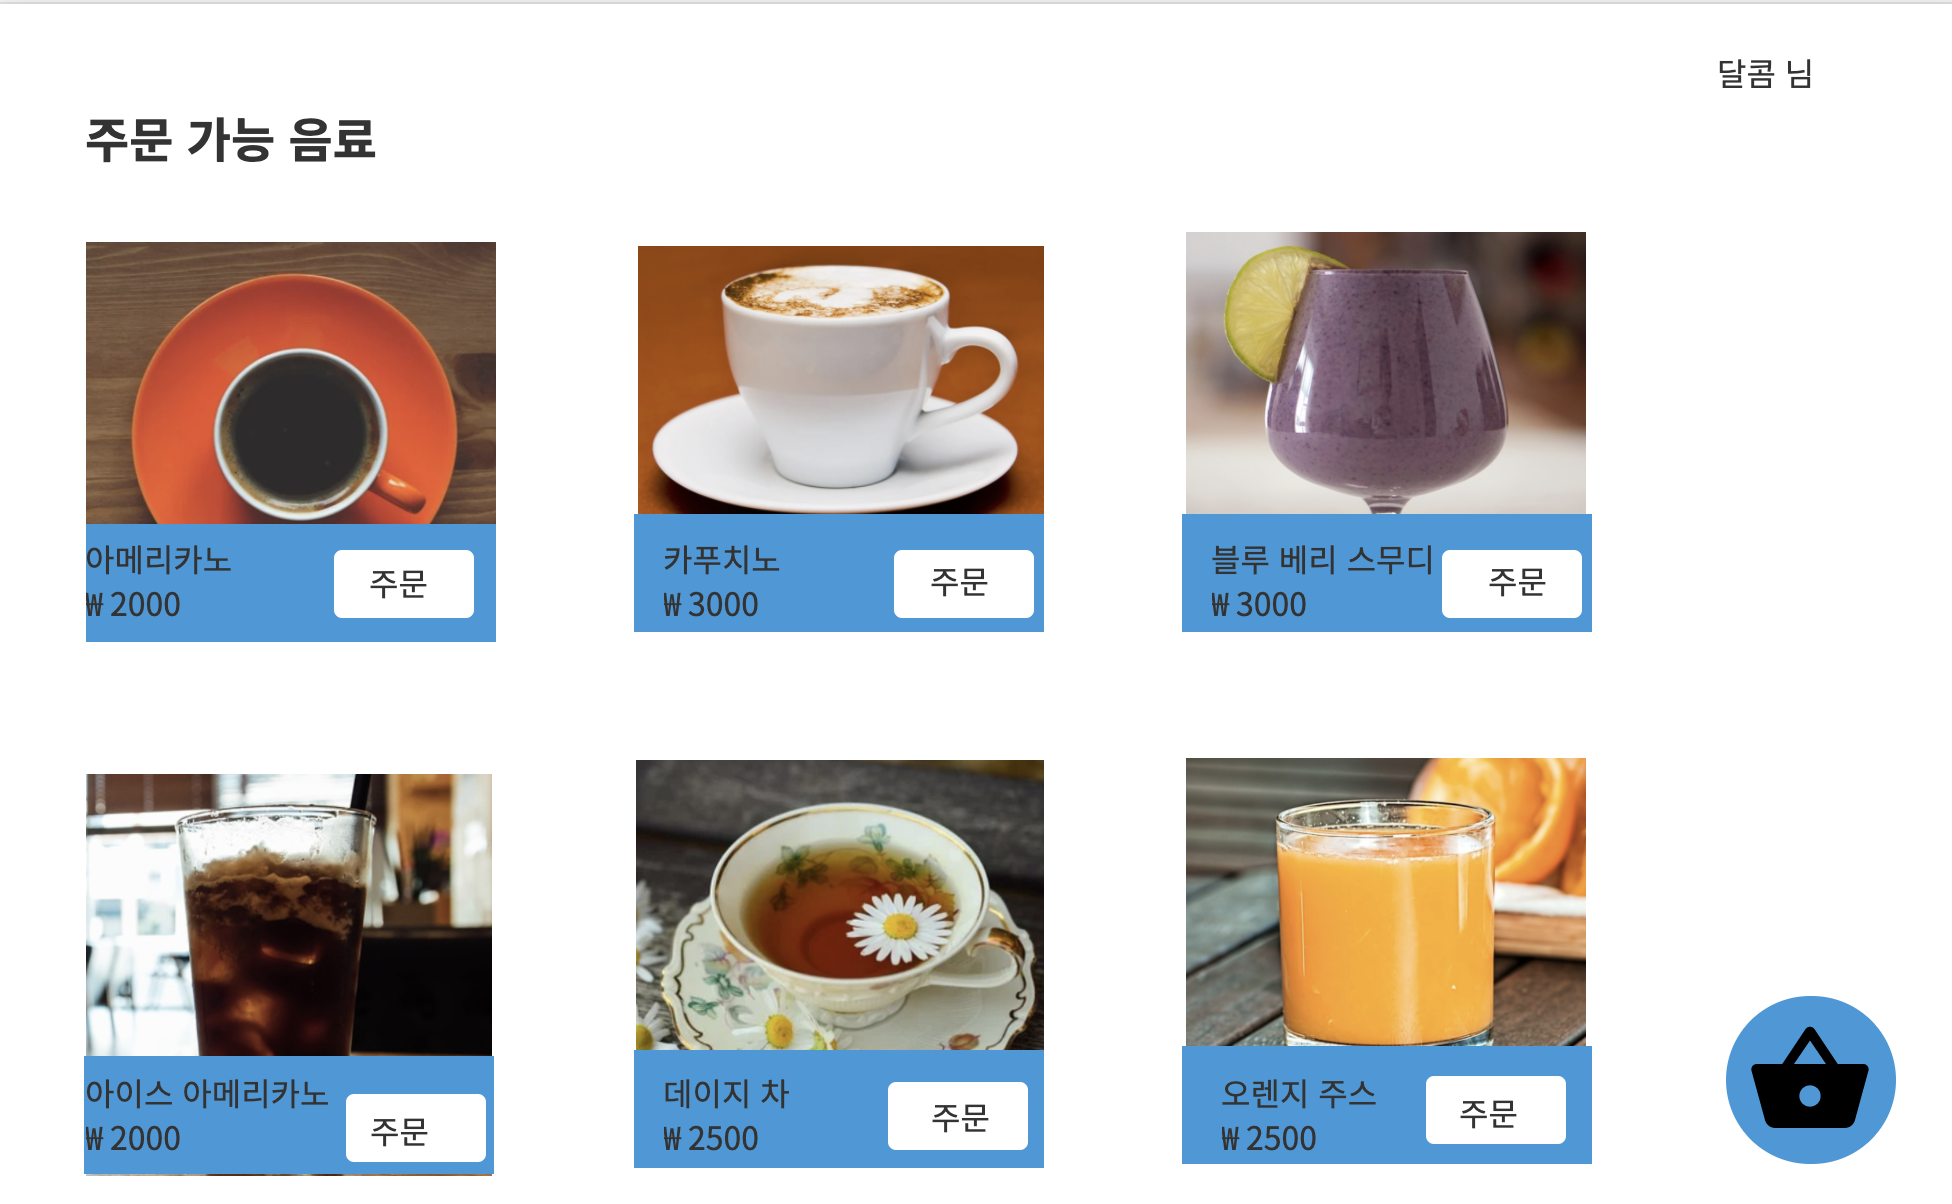 달콤 님
주문 가능 음료
아메리카노
₩ 2000
주문
카푸치노
₩ 3000
주문
블루 베리 스무디
₩ 3000
주문
아이스 아메리카노
₩ 2000
주문
데이지 차
₩ 2500
주문
오렌지 주스
₩ 2500
주문